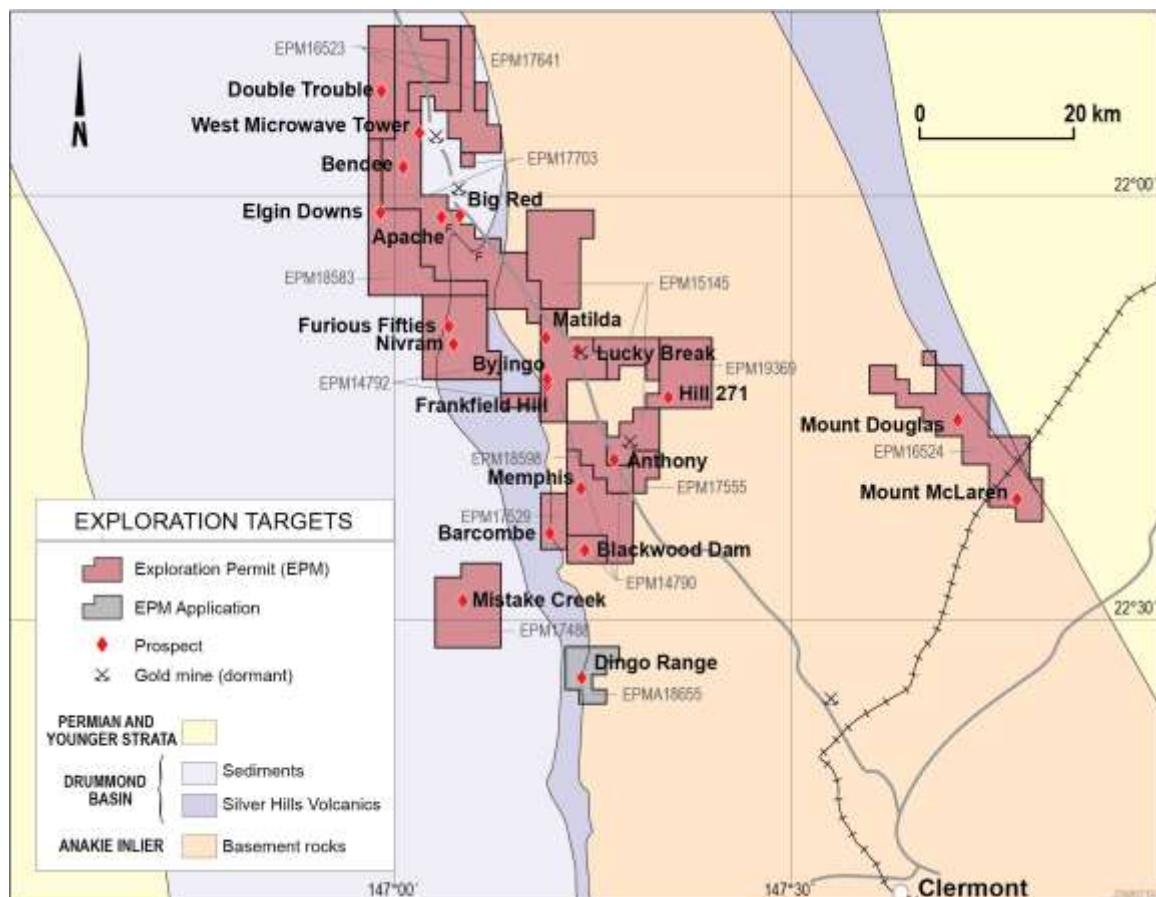 EPM16523
EPM17641
Double Trouble
0 20 km
West Microwave Tower
N
EPM17703
Bendee
22°00'
Big Red
Elgin Downs
Apache
F
F
EPM18583
EPM15145
Furious Fifties
Matilda
Nivram
Lucky Break
Byjingo
EPM19369
EPM14792
Hill 271
Frankfield Hill
Mount Douglas
EPM16524
EPM18598
Anthony
Memphis
EPM17555
Mount McLaren
EPM17529
Barcombe
Blackwood Dam
EPM14790
Mistake Creek
22°30'
EPM17488
Dingo Range
EPMA18655
EXPLORATION TARGETS
Exploration Permit (EPM)
EPM Application
Prospect
Gold mine (dormant)
PERMIAN AND
YOUNGER STRATA
DRUMMOND
BASIN
Sediments
Silver Hills Volcanics
ANAKIE INLIER
Basement rocks
147°00'
147°30'
Clermont